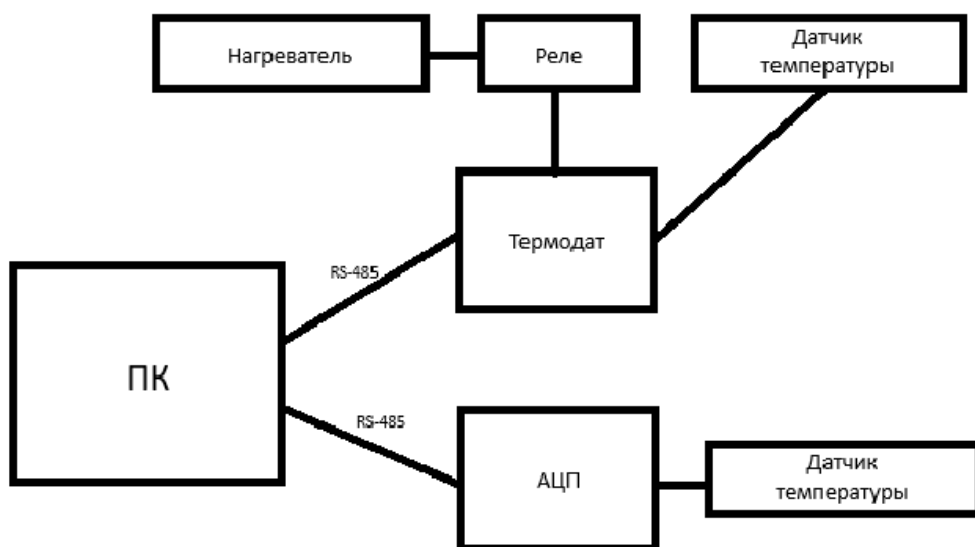 Нагреватель
Реле
Датчик
температуры
Термодат
RS-485
ПК
RS-485
АЦП
Датчик
температуры